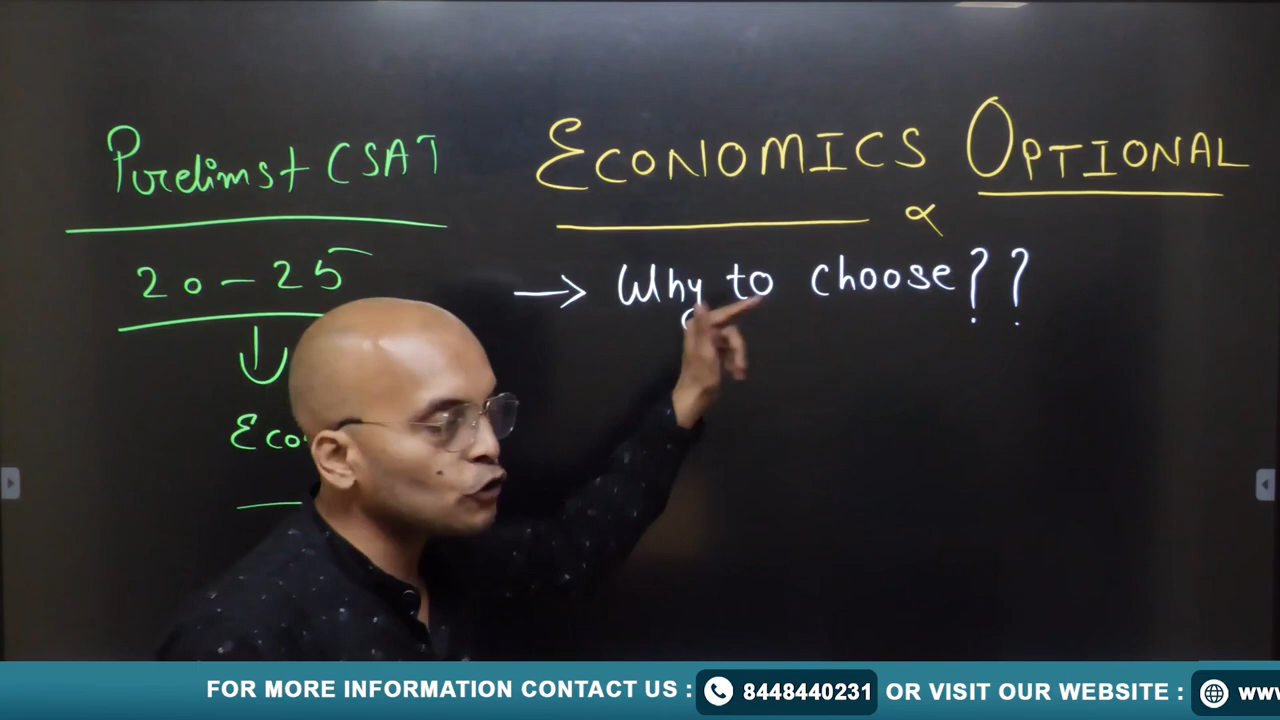 Prelims + CSAT
20-25
ECONOMICS OPTIONAL
→ Why to choose??
FOR MORE INFORMATION CONTACT US : 8448440231 OR VISIT OUR WEBSITE :